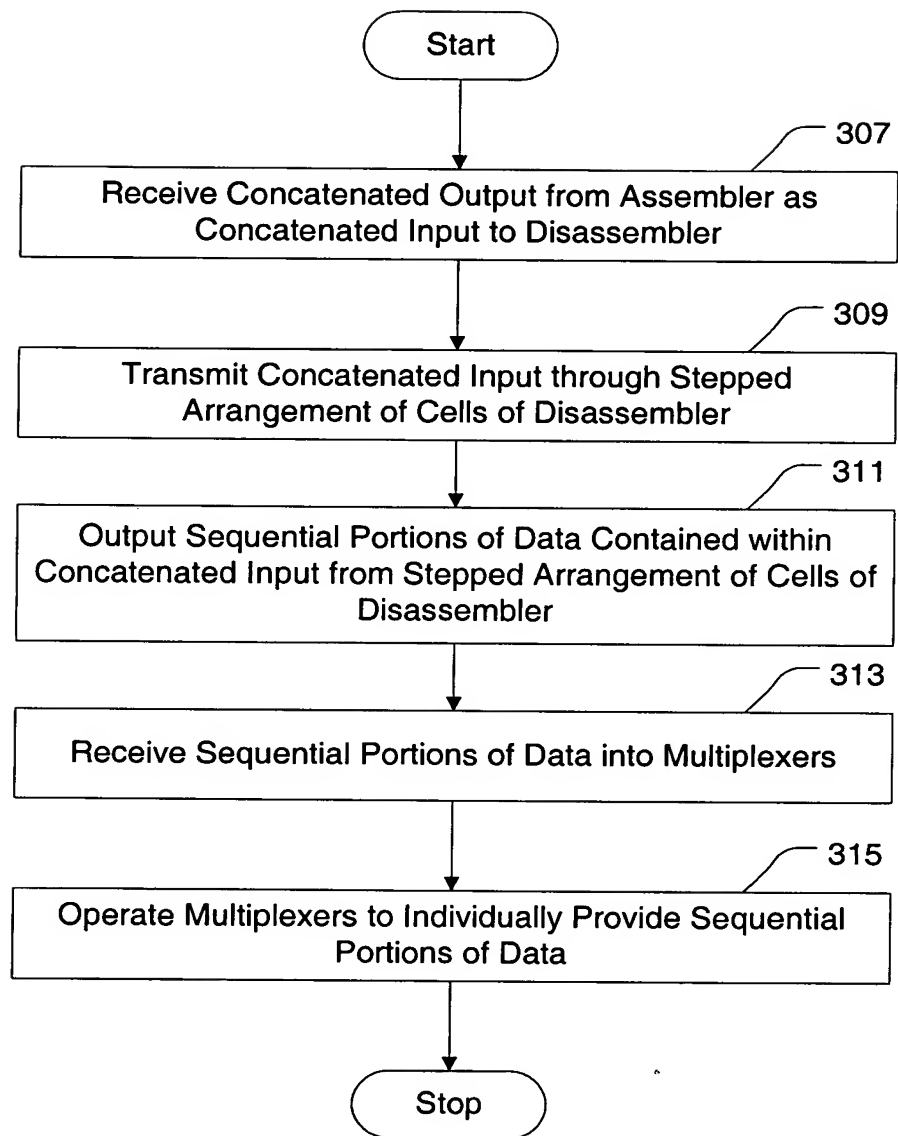 Start
307
Receive Concatenated Output from Assembler as
Concatenated Input to Disassembler
309
Transmit Concatenated Input through Stepped
Arrangement of Cells of Disassembler
311
Output Sequential Portions of Data Contained within
Concatenated Input from Stepped Arrangement of Cells of
Disassembler
313
Receive Sequential Portions of Data into Multiplexers
315
Operate Multiplexers to Individually Provide Sequential
Portions of Data
Stop